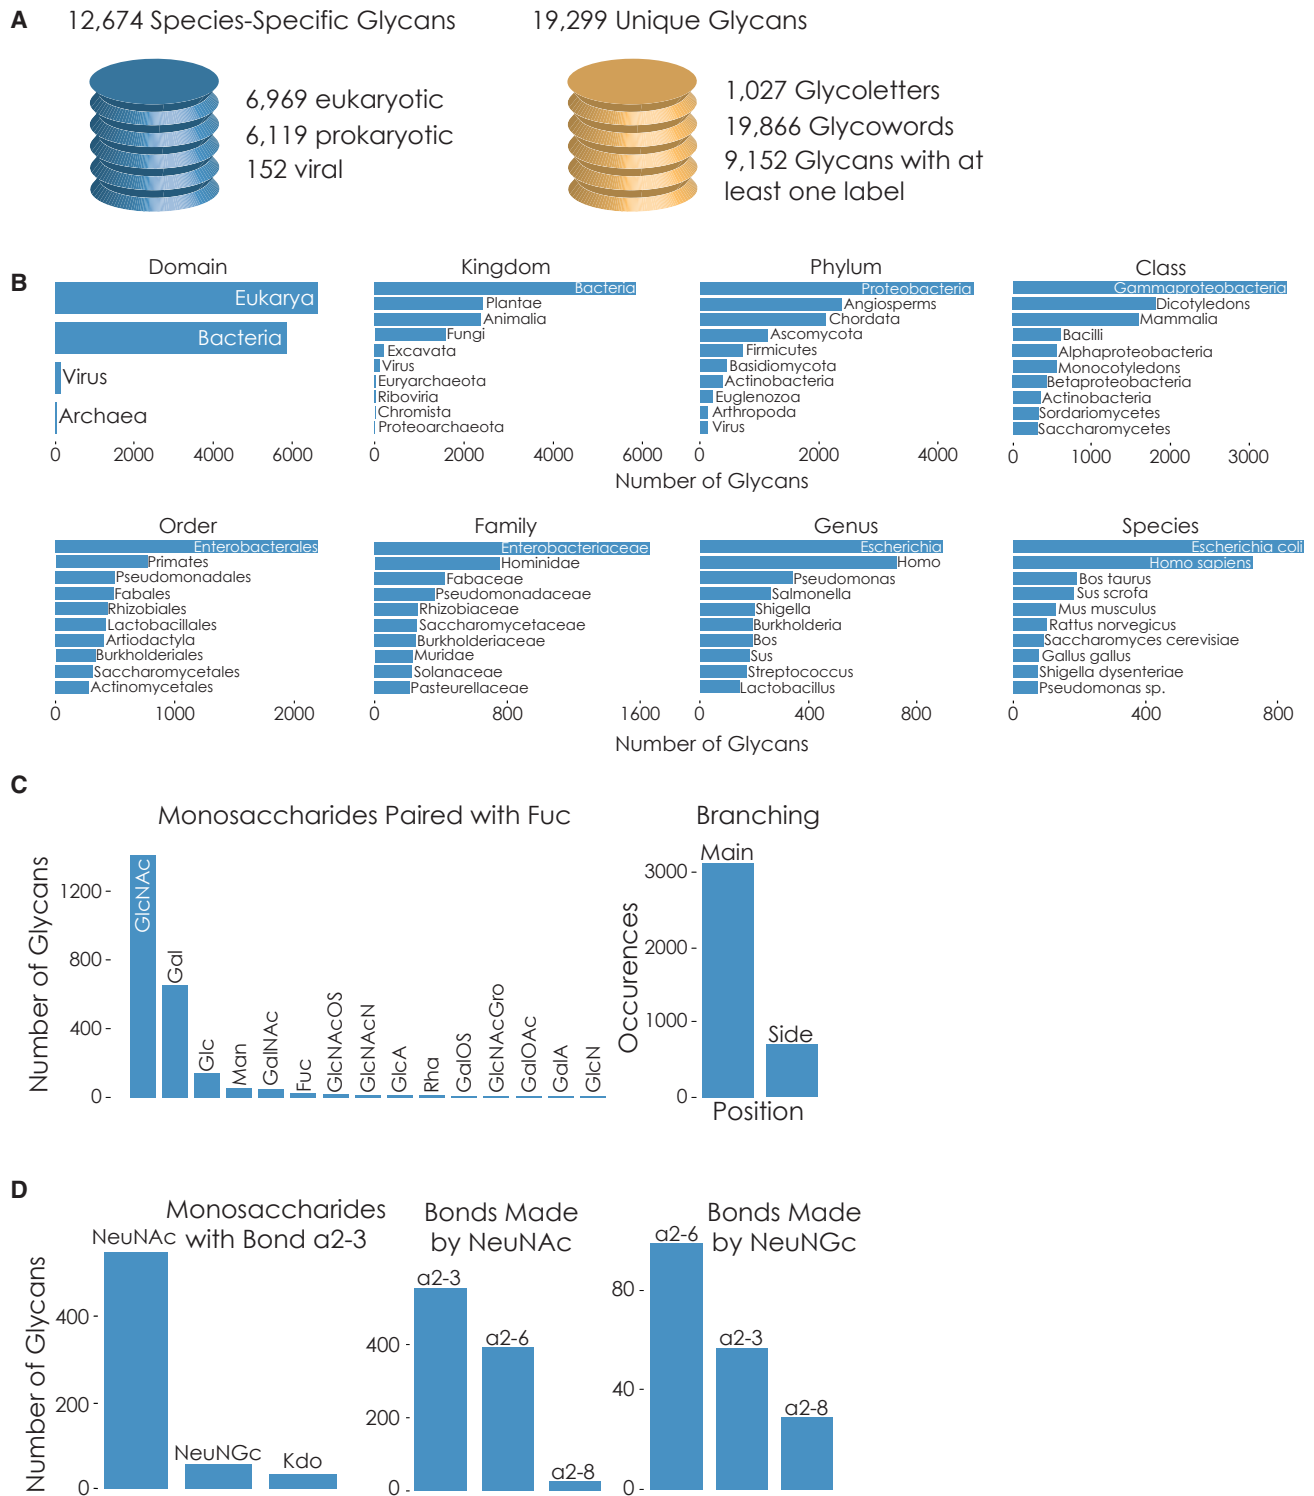 A
12,674 Species-Specific Glycans
6,969 eukaryotic
6,119 prokaryotic
152 viral
19,299 Unique Glycans
1,027 Glycoletters
19,866 Glycowords
9,152 Glycans with at
least one label
B
Domain
Eukarya
Bacteria
Virus
Archaea
0 2000 4000 6000
Kingdom
Bacteria
Plantae
Animalia
Fungi
Excavata
Virus
Euryarchaeota
Riboviria
Chromista
Proteoarchaeota
0 2000 4000 6000
Phylum
Proteobacteria
Angiosperms
Chordata
Ascomycota
Firmicutes
Basidiomycota
Actinobacteria
Euglenozoa
Arthropoda
Virus
0 2000 4000
Class
Gammaproteobacteria
Dicotyledons
Mammalia
Bacilli
Alphaproteobacteria
Monocotyledons
Betaproteobacteria
Actinobacteria
Sordariomycetes
Saccharomycetes
0 1000 2000 3000
Number of Glycans
Order
Enterobacterales
Primates
Pseudomonadales
Fabales
Rhizobiales
Lactobacillales
Artiodactyla
Burkholderiales
Saccharomycetales
Actinomycetales
0 1000 2000
Family
Enterobacteriaceae
Hominidae
Fabaceae
Pseudomonadaceae
Rhizobiaceae
Saccharomycetaceae
Burkholderiaceae
Muridae
Solanaceae
Pasteurellaceae
0 800 1600
Genus
Escherichia
Homo
Pseudomonas
Salmonella
Shigella
Burkholderia
Bos
Sus
Streptococcus
Lactobacillus
0 400 800
Species
Escherichia coli
Homo sapiens
Bos taurus
Sus scrofa
Mus musculus
Rattus norvegicus
Saccharomyces cerevisiae
Gallus gallus
Shigella dysenteriae
Pseudomonas sp.
0 400 800
Number of Glycans
C
Monosaccharides Paired with Fuc
Number of Glycans
1200
800
400
0
GlcNAc
Gal
Glc
Man
GalNAc
Fuc
GlcNAcOS
GlcNAcN
GlcA
Rha
GalOS
GlcNAcGro
GalOAc
GalA
GlcN
Branching
Occurences
3000
2000
1000
0
Main
Side
Position
D
Monosaccharides
with Bond α2-3
Number of Glycans
400
200
0
NeuNAc
NeuNGc
Kdo
Bonds Made
by NeuNAc
400
200
0
α2-3
α2-6
α2-8
Bonds Made
by NeuNGc
80
40
0
α2-6
α2-3
α2-8